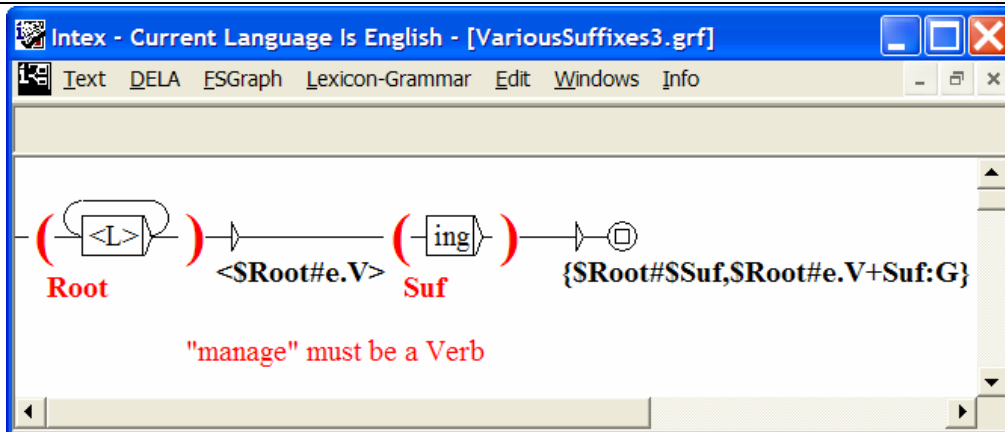 Intex - Current Language Is English - [VariousSuffixes3.grf]
Text DELA FSGraph Lexicon-Grammar Edit Windows Info
( <L> ) ( ing )
Root <$Root#e.V> Suf {$Root#$Suf,$Root#e.V+Suf:G}
"manage" must be a Verb